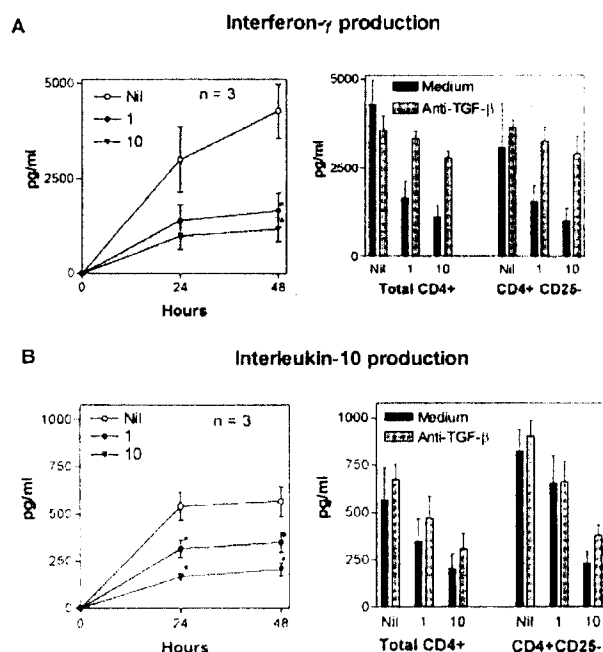 A
Interferon-γ production
5000
2500
0
pg/ml
Nil
1
10
n = 3
0
24
48
Hours
5000
2500
0
pg/ml
Medium
Anti-TGF-β
Nil 1 10 Nil 1 10
Total CD4+ CD4+ CD25-
B
Interleukin-10 production
1000
750
500
250
0
pg/ml
Nil
1
10
n = 3
0
24
48
Hours
1000
750
500
250
0
pg/ml
Medium
Anti-TGF-β
Nil 1 10 Nil 1 10
Total CD4+ CD4+CD25-